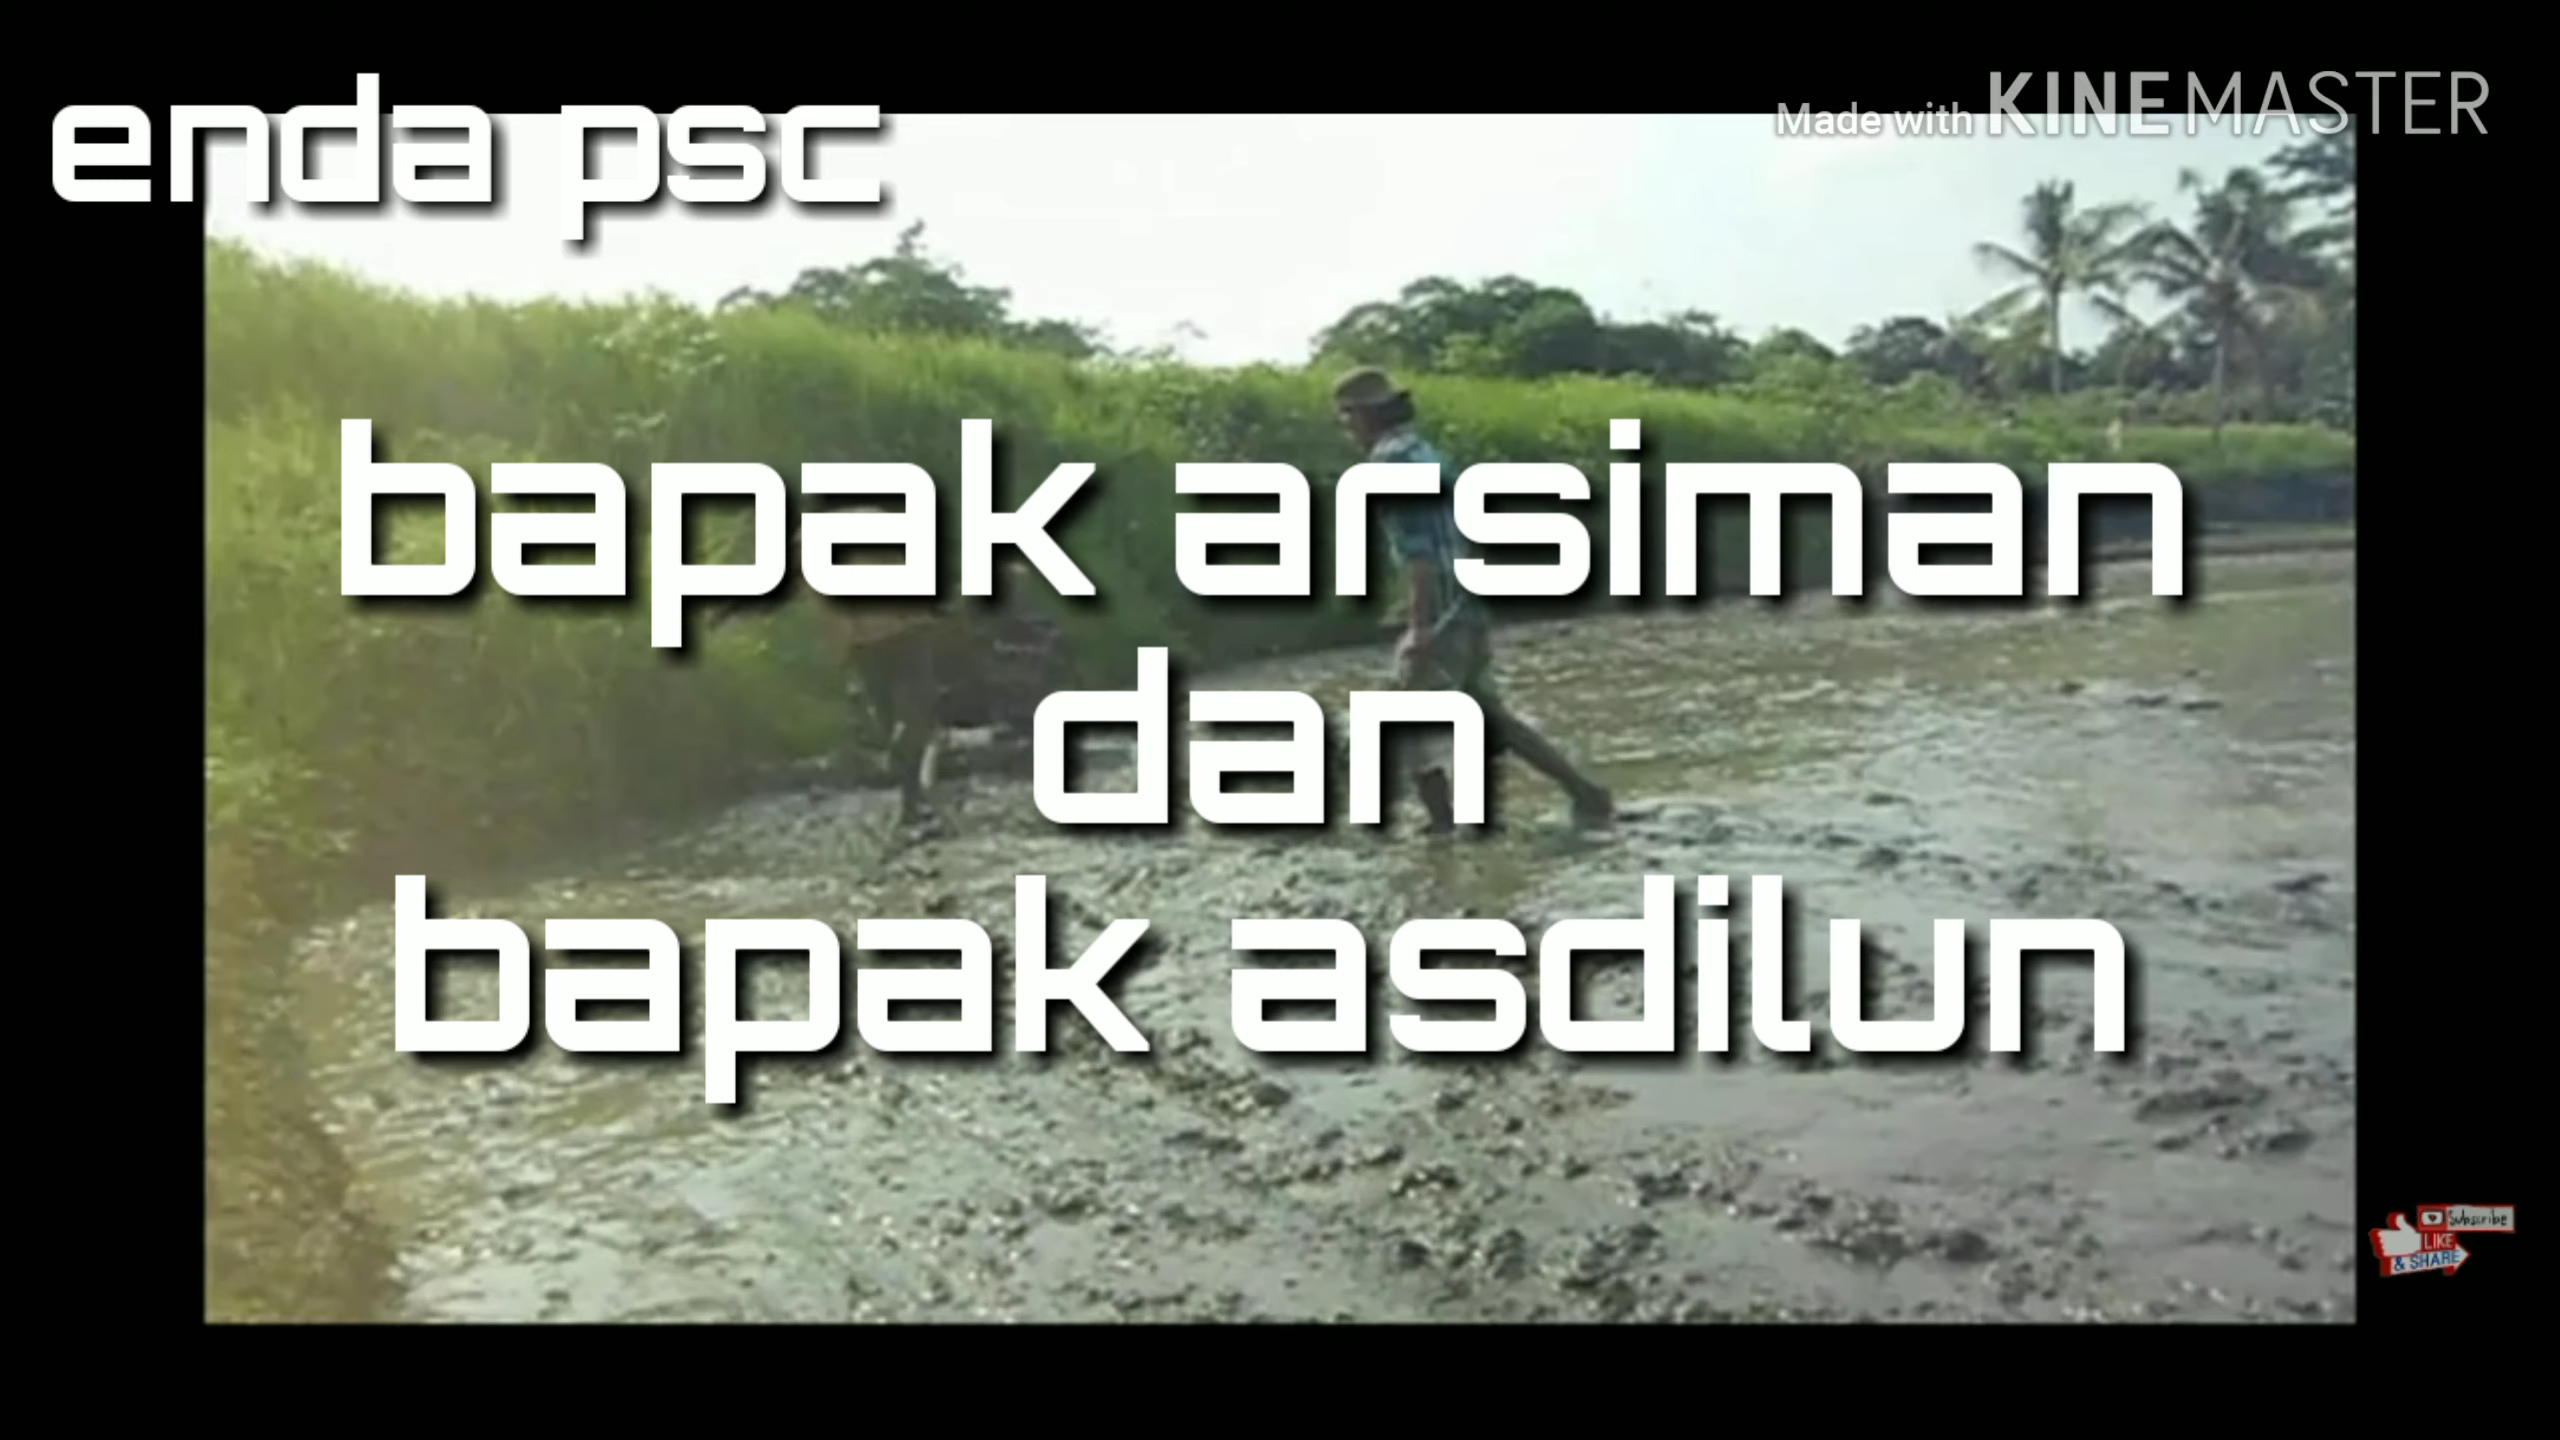 enda psc
Made with KINEMASTER
bapak arsiman
dan
bapak asdilun
Subscribe
LIKE
& SHARE